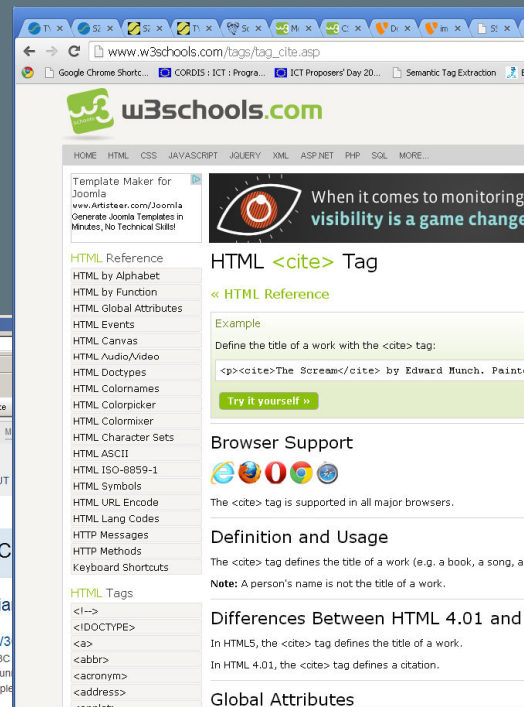 www.w3schools.com/tags/tag_cite.asp
Google Chrome Shortc... CORDIS : ICT : Progra... ICT Proposers' Day 20... Semantic Tag Extraction
w3schools.com
HOME HTML CSS JAVASCRIPT JQUERY XML ASP.NET PHP SQL MORE...
Template Maker for
Joomla
www.Artisteer.com/Joomla
Generate Joomla Templates in
Minutes, No Technical Skills!
When it comes to monitoring
visibility is a game change
HTML Reference
HTML by Alphabet
HTML by Function
HTML Global Attributes
HTML Events
HTML Canvas
HTML Audio/Video
HTML Doctypes
HTML Colornames
HTML Colorpicker
HTML Colormixer
HTML Character Sets
HTML ASCII
HTML ISO-8859-1
HTML Symbols
HTML URL Encode
HTML Lang Codes
HTTP Messages
HTTP Methods
Keyboard Shortcuts
HTML Tags
<!-->
<!DOCTYPE>
<a>
<abbr>
<acronym>
<address>
HTML <cite> Tag
« HTML Reference
Example
Define the title of a work with the <cite> tag:
<p><cite>The Scream</cite> by Edward Munch. Painte
Try it yourself »
Browser Support
The <cite> tag is supported in all major browsers.
Definition and Usage
The <cite> tag defines the title of a work (e.g. a book, a song, a
Note: A person's name is not the title of a work.
Differences Between HTML 4.01 and
In HTML5, the <cite> tag defines the title of a work.
In HTML 4.01, the <cite> tag defines a citation.
Global Attributes